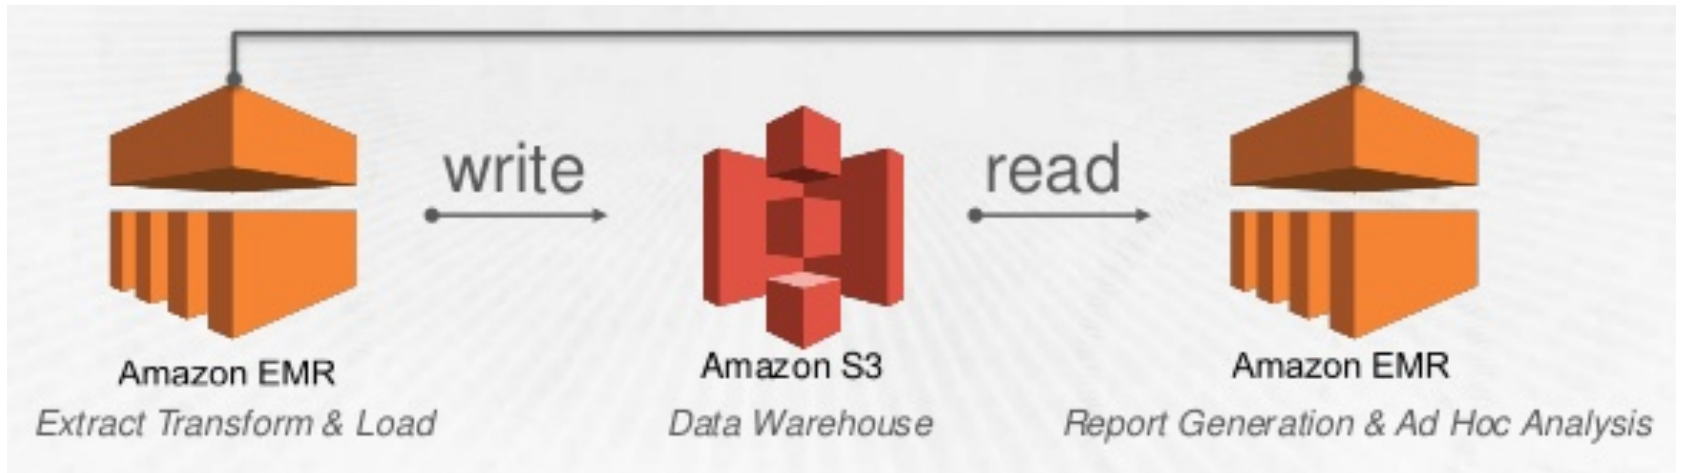 write
read
Amazon EMR
Amazon S3
Amazon EMR
Extract Transform & Load
Data Warehouse
Report Generation & Ad Hoc Analysis